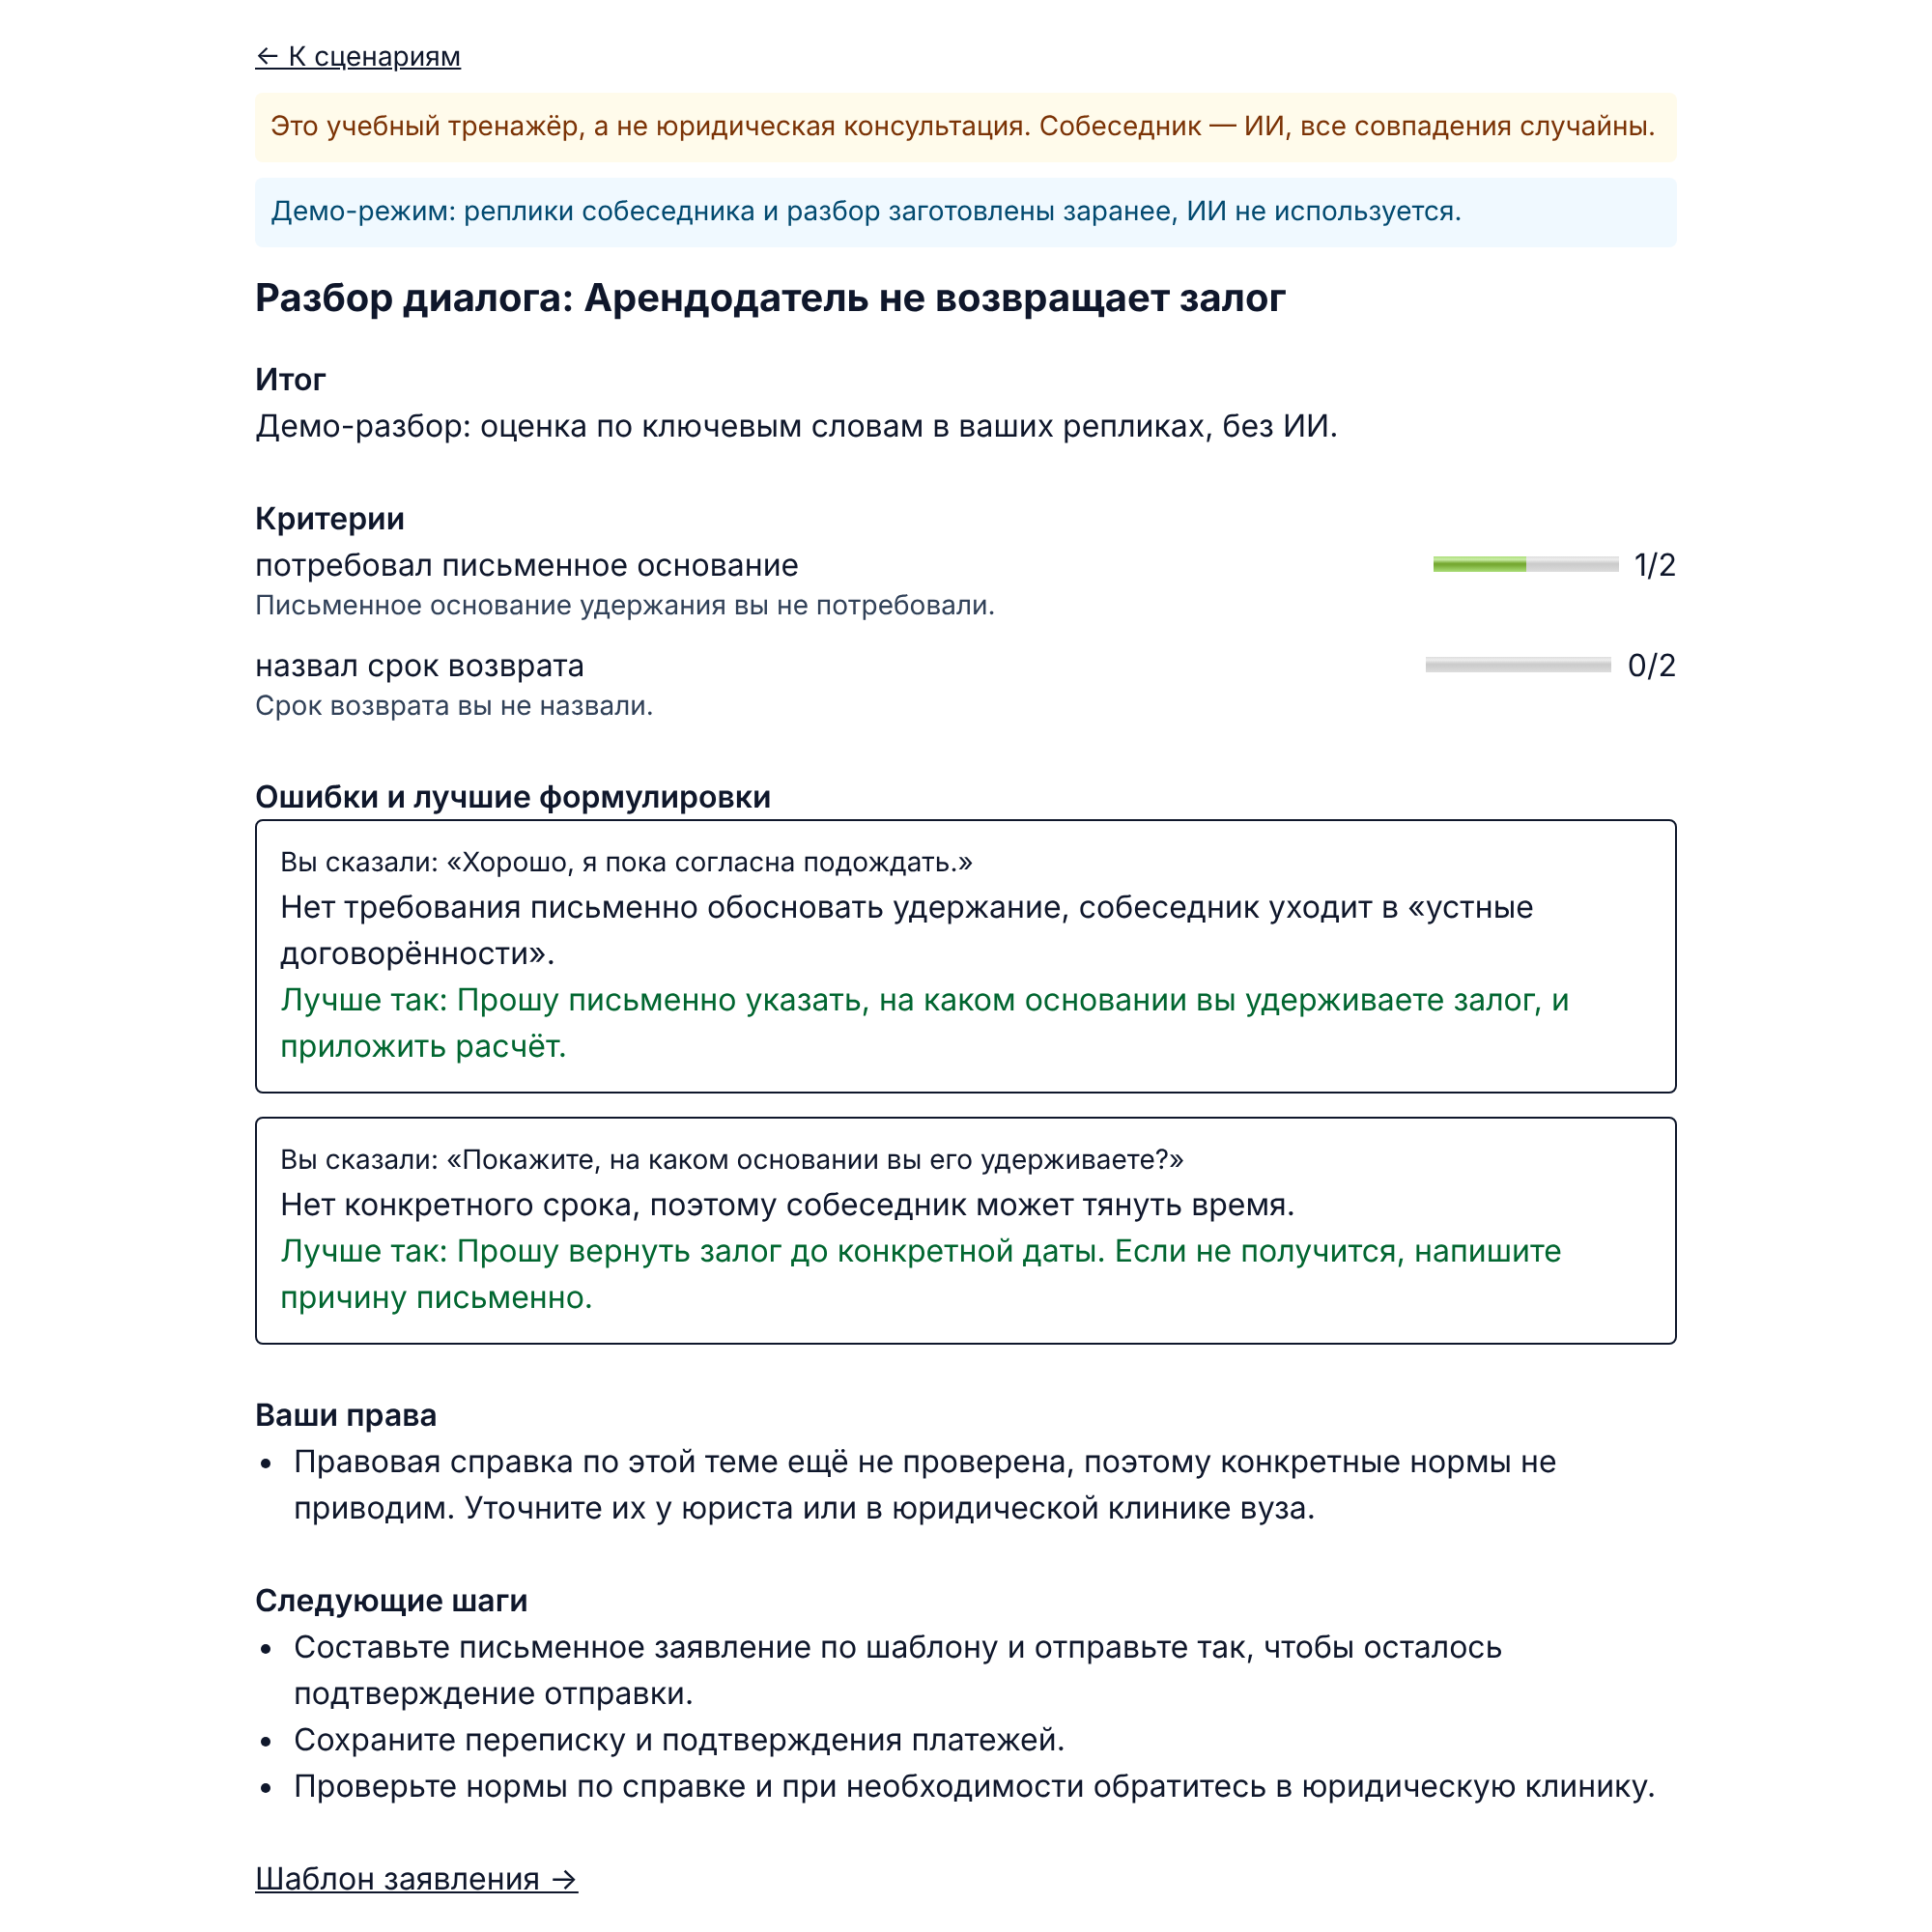 ← К сценариям
Это учебный тренажёр, а не юридическая консультация. Собеседник — ИИ, все совпадения случайны.
Демо-режим: реплики собеседника и разбор заготовлены заранее, ИИ не используется.
Разбор диалога: Арендодатель не возвращает залог
Итог
Демо-разбор: оценка по ключевым словам в ваших репликах, без ИИ.
Критерии
потребовал письменное основание 1/2
Письменное основание удержания вы не потребовали.
назвал срок возврата 0/2
Срок возврата вы не назвали.
Ошибки и лучшие формулировки
Вы сказали: «Хорошо, я пока согласна подождать.»
Нет требования письменно обосновать удержание, собеседник уходит в «устные
договорённости».
Лучше так: Прошу письменно указать, на каком основании вы удерживаете залог, и
приложить расчёт.
Вы сказали: «Покажите, на каком основании вы его удерживаете?»
Нет конкретного срока, поэтому собеседник может тянуть время.
Лучше так: Прошу вернуть залог до конкретной даты. Если не получится, напишите
причину письменно.
Ваши права
• Правовая справка по этой теме ещё не проверена, поэтому конкретные нормы не
приводим. Уточните их у юриста или в юридической клинике вуза.
Следующие шаги
• Составьте письменное заявление по шаблону и отправьте так, чтобы осталось
подтверждение отправки.
• Сохраните переписку и подтверждения платежей.
• Проверьте нормы по справке и при необходимости обратитесь в юридическую клинику.
Шаблон заявления →